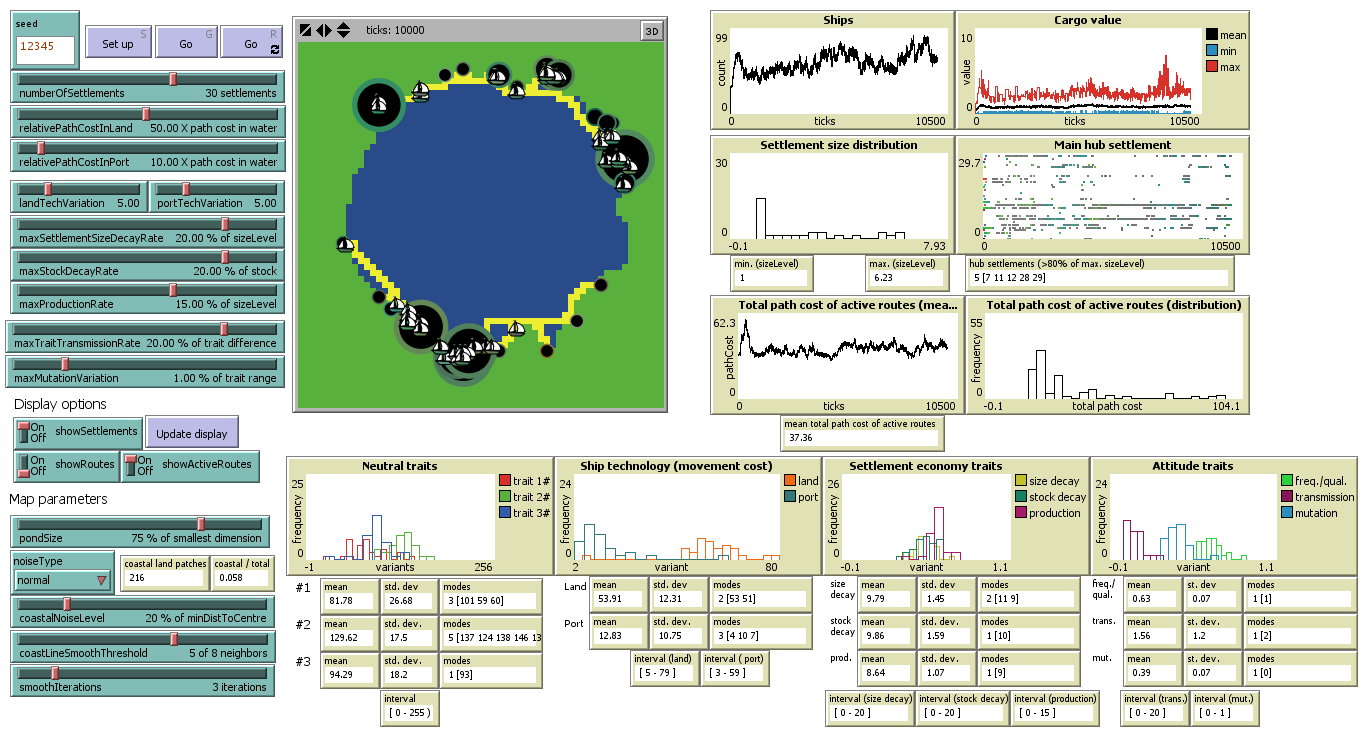 seed
12345
Set up
S
Go
G
Go
R
numberOfSettlements 30 settlements
relativePathCostInLand 50.00 X path cost in water
relativePathCostInPort 10.00 X path cost in water
landTechVariation 5.00
portTechVariation 5.00
maxSettlementSizeDecayRate 20.00 % of sizeLevel
maxStockDecayRate 20.00 % of stock
maxProductionRate 15.00 % of sizeLevel
maxTraitTransmissionRate 20.00 % of trait difference
maxMutationVariation 1.00 % of trait range
Display options
On
Off
showSettlements
Update display
On
Off
showRoutes
On
Off
showActiveRoutes
Map parameters
pondSize 75 % of smallest dimension
noiseType
normal
coastal land patches
216
coastal / total
0.058
coastalNoiseLevel 20 % of minDistToCentre
coastLineSmoothThreshold 5 of 8 neighbors
smoothIterations 3 iterations
ticks: 10000
3D
Ships
99
count
0
0
ticks
10500
Cargo value
10
value
0
0
ticks
10500
mean
min
max
Settlement size distribution
30
0
-0.1
7.93
Main hub settlement
29.7
0
0
10500
min. (sizeLevel)
1
max. (sizeLevel)
6.23
hub settlements (>80% of max. sizeLevel)
5 [7 11 12 28 29]
Total path cost of active routes (mea...
62.3
pathCost
0
0
ticks
10500
Total path cost of active routes (distribution)
55
frequency
0
-0.1
total path cost
104.1
mean total path cost of active routes
37.36
Neutral traits
25
frequency
0
-1
variants
256
trait 1#
trait 2#
trait 3#
Ship technology (movement cost)
24
frequency
0
2
variants
80
land
port
Settlement economy traits
26
frequency
0
-0.1
variant
1.1
size decay
stock decay
production
Attitude traits
24
frequency
0
-0.1
variant
1.1
freq./qual.
transmission
mutation
#1
mean
81.78
std. dev
26.68
modes
3 [101 59 60]
#2
mean
129.62
std. dev.
17.5
modes
5 [137 124 138 146 13
#3
mean
94.29
std. dev.
18.2
modes
1 [93]
interval
[ 0 - 255 )
Land
mean
53.91
std. dev
12.31
modes
2 [53 51]
Port
mean
12.83
std. dev
10.75
modes
3 [4 10 7]
interval (land)
[ 5 - 79 ]
interval ( port)
[ 3 - 59 ]
size
decay
mean
9.79
std. dev
1.45
modes
2 [11 9]
stock
decay
mean
9.86
std. dev.
1.59
modes
1 [10]
prod.
mean
8.64
std. dev.
1.07
modes
1 [9]
interval (size decay)
[ 0 - 20 ]
interval (stock decay)
[ 0 - 20 ]
interval (production)
[ 0 - 15 ]
freq./
qual.
mean
0.63
std. dev
0.07
modes
1 [1]
trans.
mean
1.56
std. dev.
1.2
modes
1 [2]
mut.
mean
0.39
std. dev.
0.07
modes
1 [0]
interval (trans.)
[ 0 - 20 ]
interval (mut.)
[ 0 - 1 ]